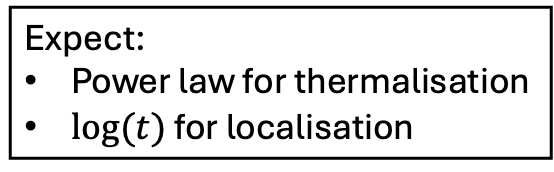 Expect:
• Power law for thermalisation
• log(t) for localisation